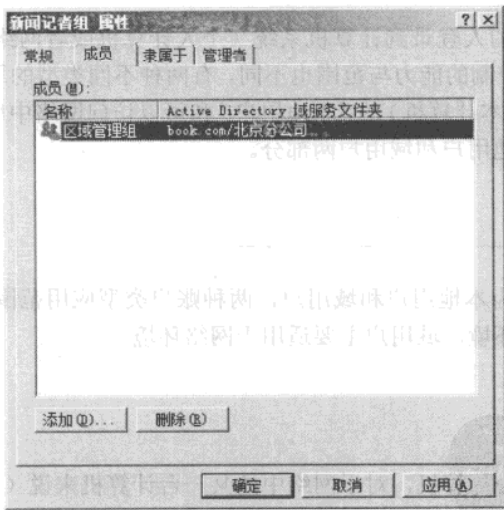 新闻记者组 属性
常规 成员 隶属于 管理者
成员(M):
名称 Active Directory 域服务文件夹
区域管理组 book.com/北京分公司
添加(D)... 删除(R)
确定 取消 应用(A)